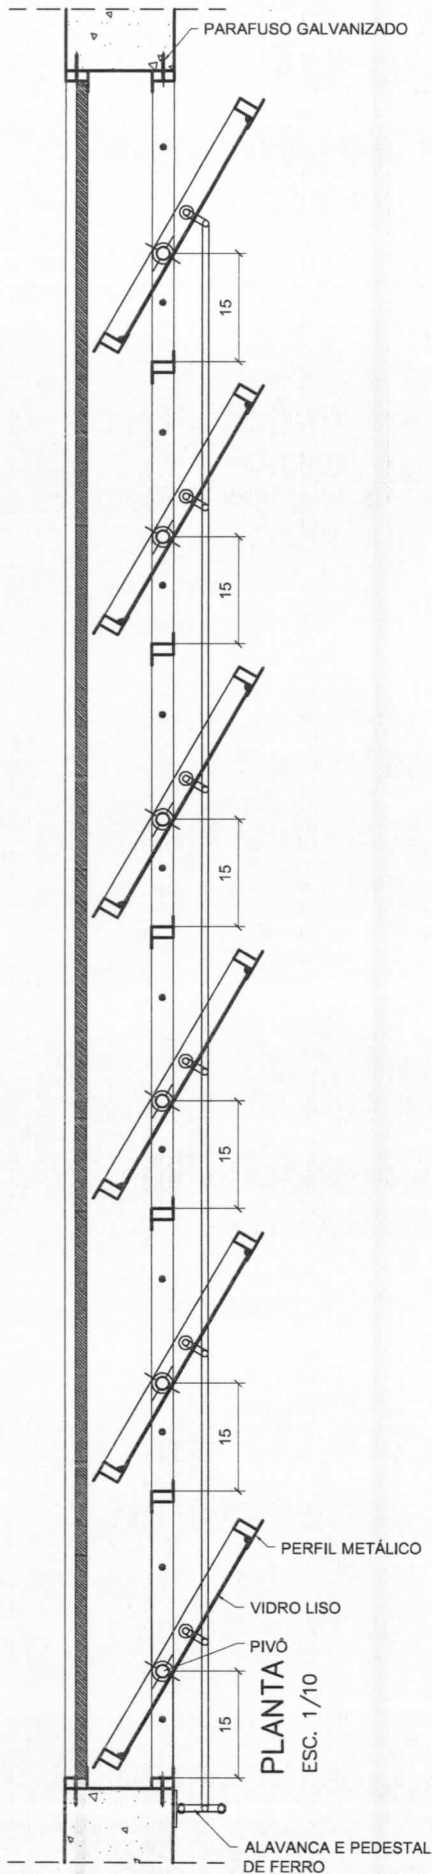 PARAFUSO GALVANIZADO
15
15
15
15
15
PERFIL METÁLICO
VIDRO LISO
PIVÔ
15
PLANTA
ESC. 1/10
ALAVANCA E PEDESTAL
DE FERRO